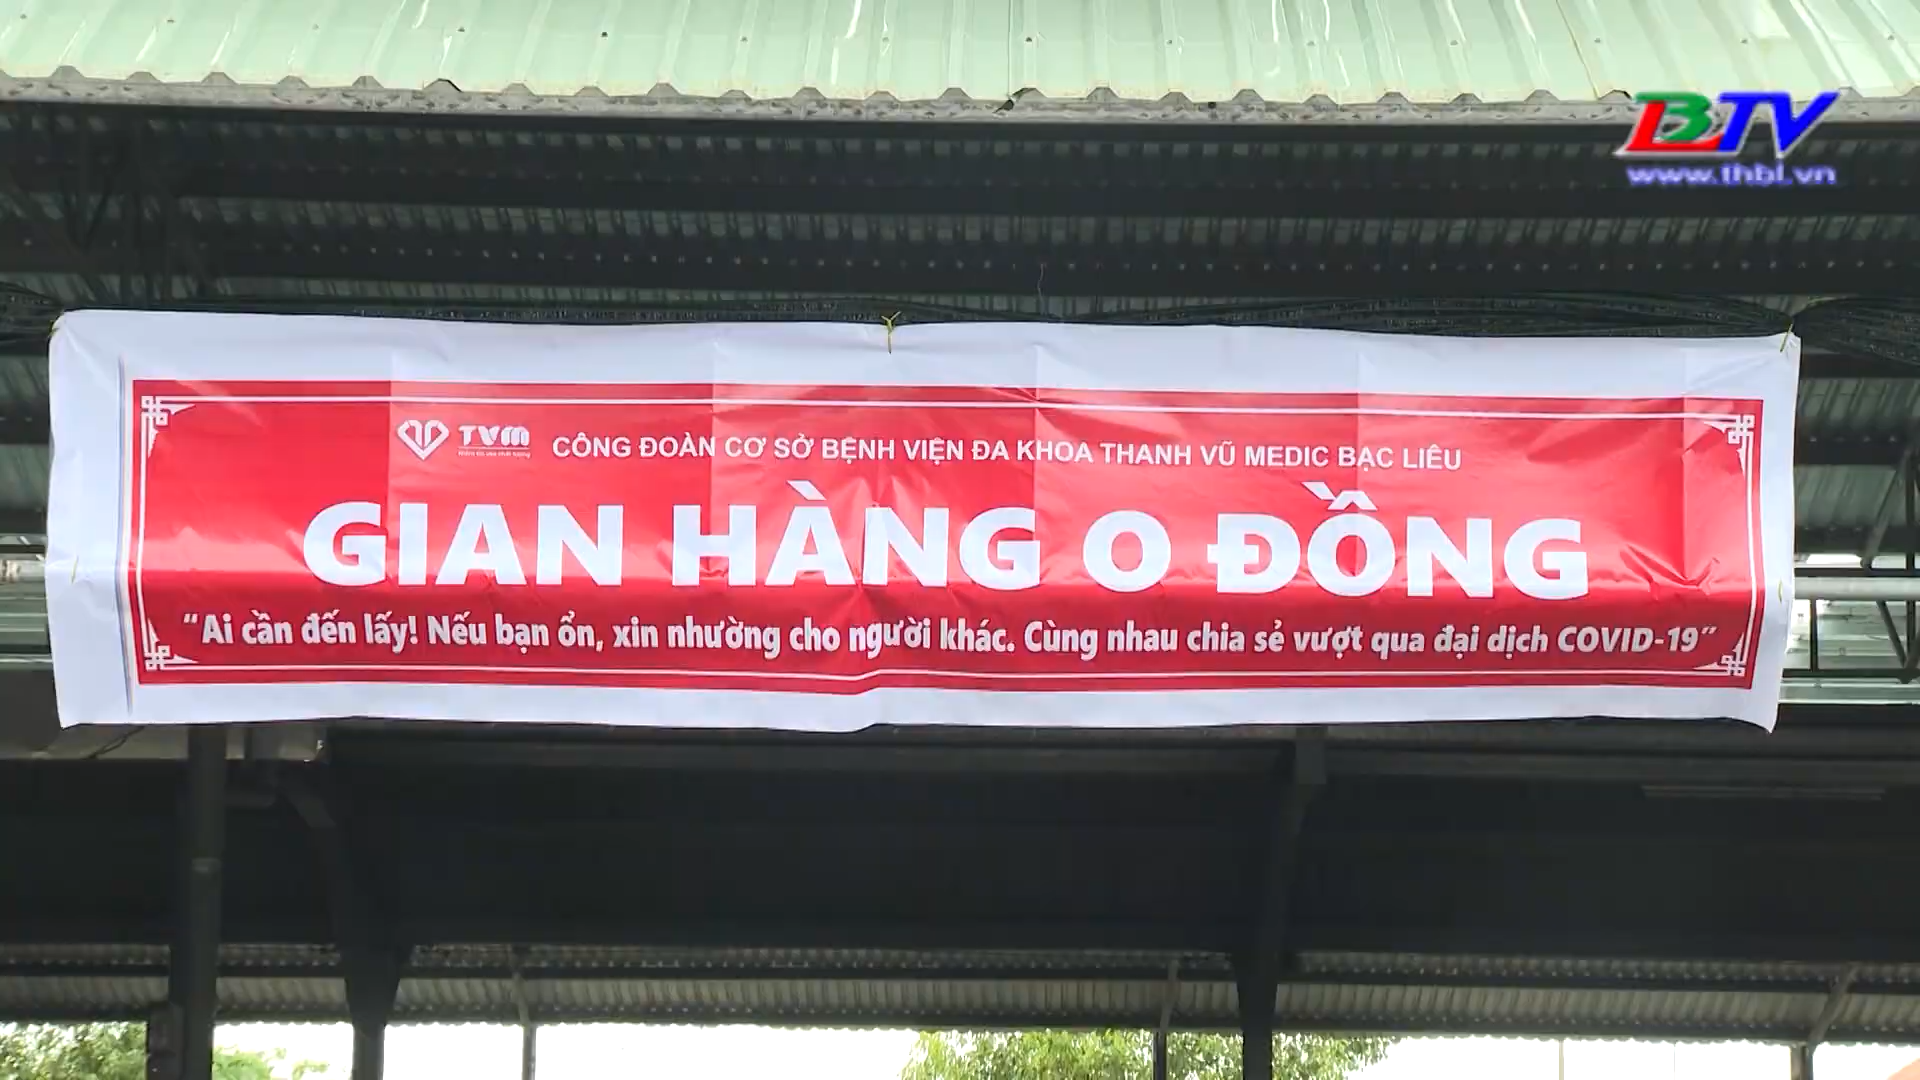 BTV
www.thbl.vn
TVM
CÔNG ĐOÀN CƠ SỞ BỆNH VIỆN ĐA KHOA THANH VŨ MEDIC BẠC LIÊU
GIAN HÀNG O ĐỒNG
"Ai cần đến lấy! Nếu bạn ổn, xin nhường cho người khác. Cùng nhau chia sẻ vượt qua đại dịch COVID-19"